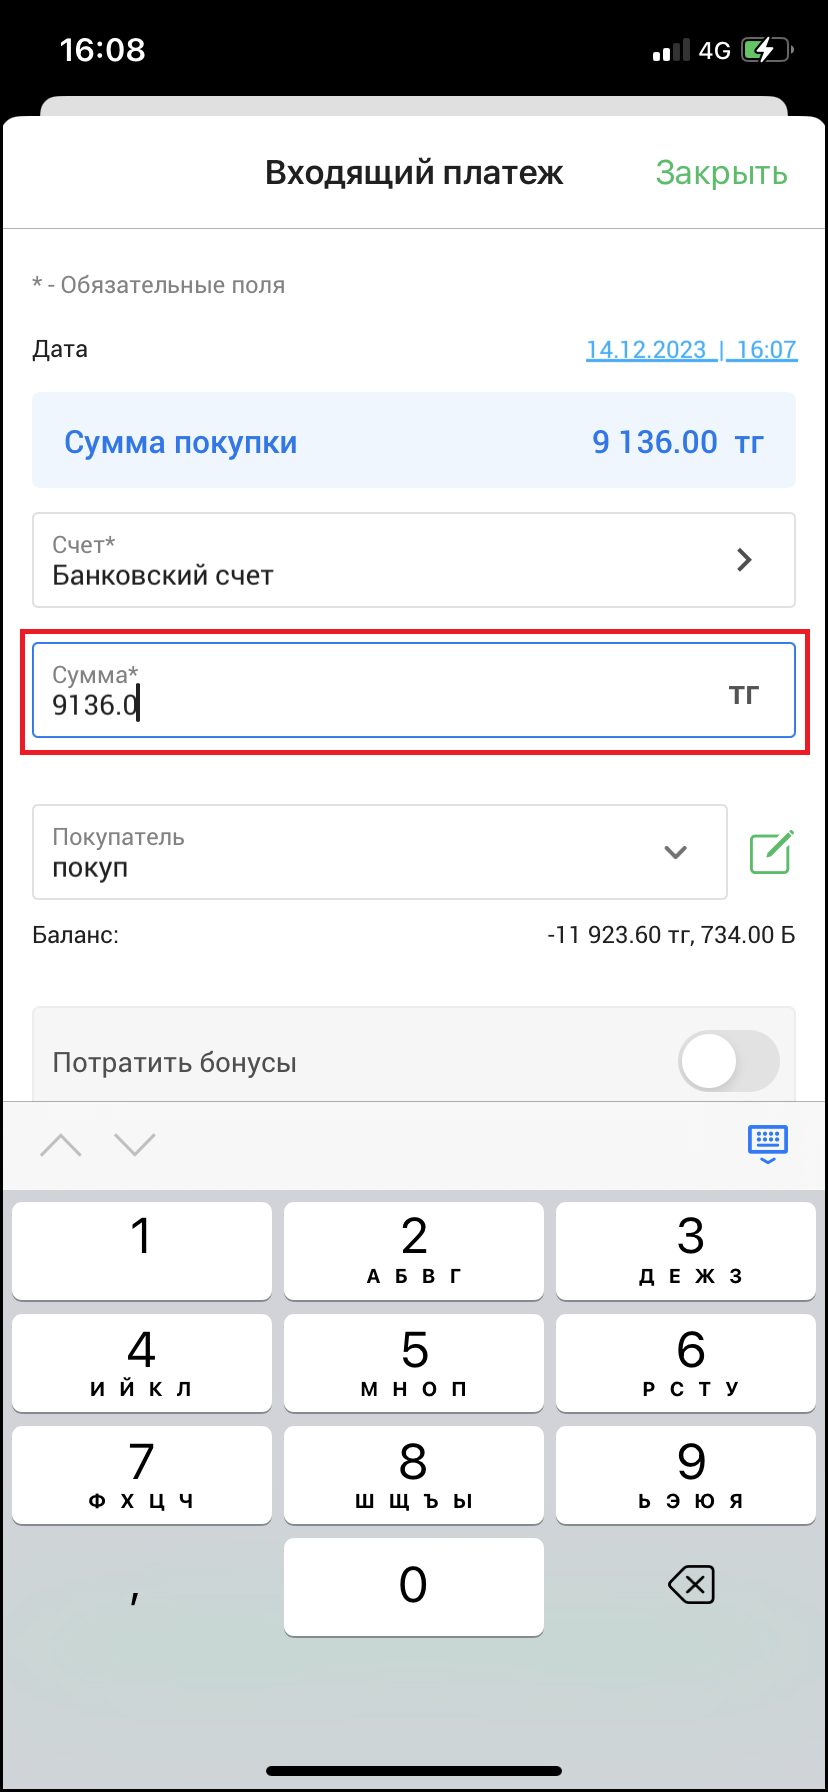 16:08
4G
Входящий платеж
Закрыть
* - Обязательные поля
Дата
14.12.2023 | 16:07
Сумма покупки
9 136.00 тг
Счет*
Банковский счет
Сумма*
9136.0
тг
Покупатель
покуп
Баланс:
-11 923.60 тг, 734.00 Б
Потратить бонусы
1
2
3
А Б В Г
Д Е Ж З
4
5
6
И Й К Л
М Н О П
Р С Т У
7
8
9
Ф Х Ц Ч
Ш Щ Ъ Ы
Ь Э Ю Я
,
0